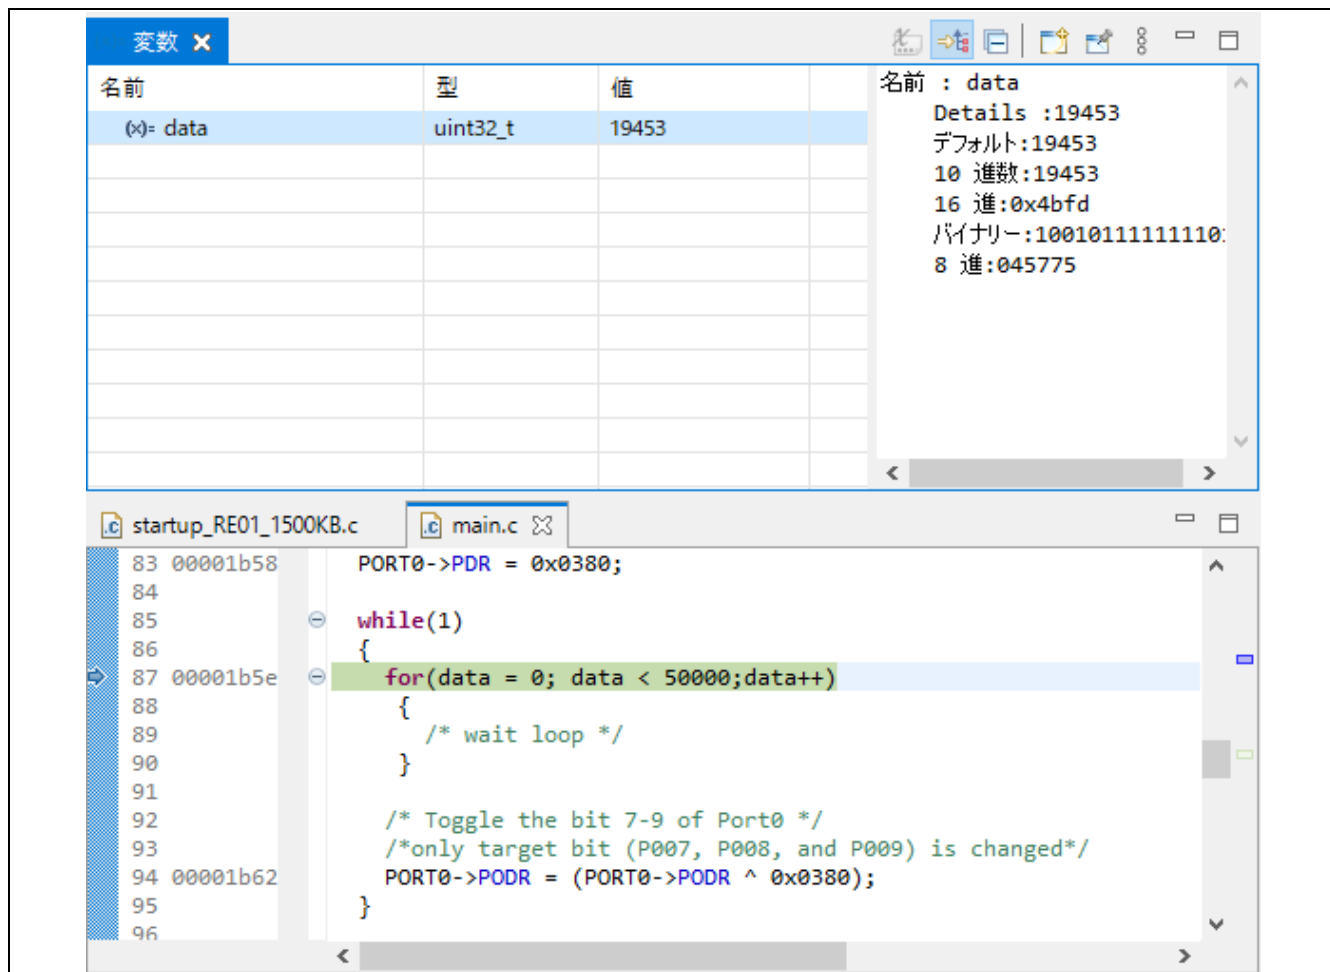 変数
名前 型 値
(x)= data uint32_t 19453
名前 : data
Details :19453
デフォルト:19453
10 進数:19453
16 進:0x4bfd
バイナリー:10010111111110
8 進:045775
startup_RE01_1500KB.c main.c
83 00001b58 PORT0->PDR = 0x0380;
84
85 while(1)
86 {
87 00001b5e for(data = 0; data < 50000;data++)
88 {
89 /* wait loop */
90 }
91
92 /* Toggle the bit 7-9 of Port0 */
93 /*only target bit (P007, P008, and P009) is changed*/
94 00001b62 PORT0->PODR = (PORT0->PODR ^ 0x0380);
95 }
96